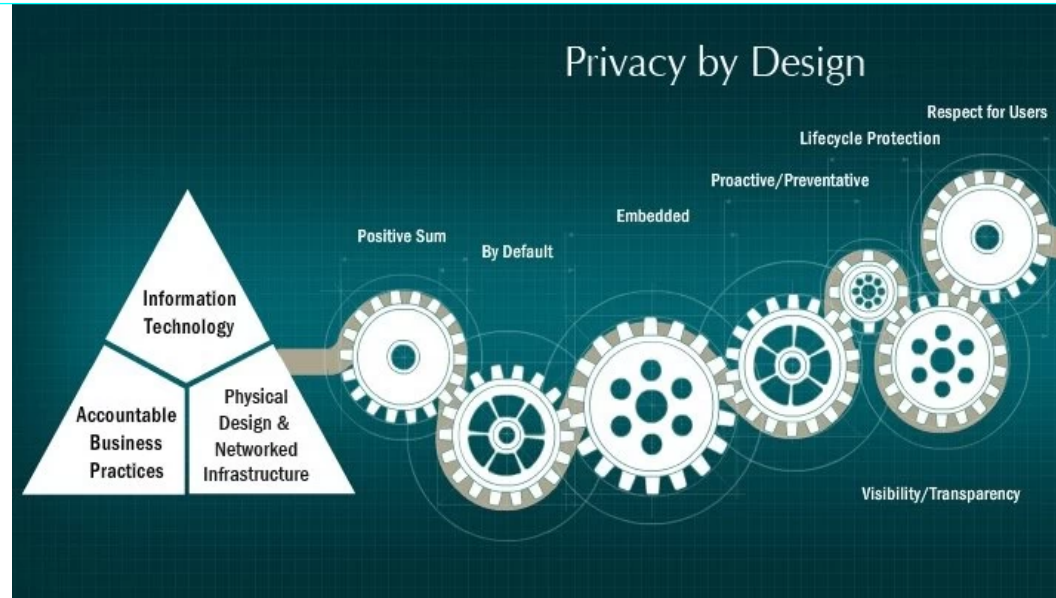 Privacy by Design
Respect for Users
Lifecycle Protection
Proactive/Preventative
Embedded
Positive Sum
By Default
Information
Technology
Accountable
Business
Practices
Physical
Design &
Networked
Infrastructure
Visibility/Transparency